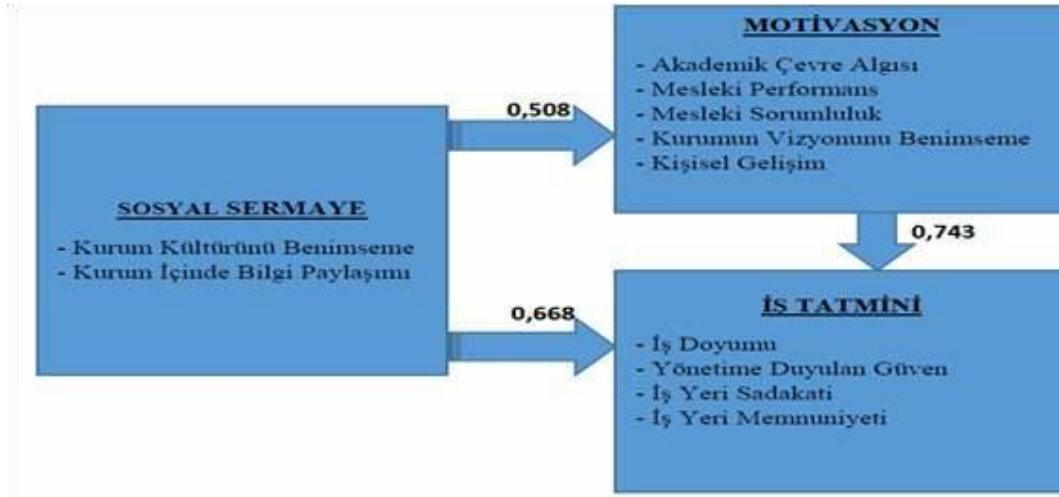 MOTİVASYON
- Akademik Çevre Algısı
- Mesleki Performans
- Mesleki Sorumluluk
- Kurumun Vizyonunu Benimseme
- Kişisel Gelişim
0,508
SOSYAL SERMAYE
- Kurum Kültürünü Benimseme
- Kurum İçinde Bilgi Paylaşımı
0,743
0,668
İŞ TATMİNİ
- İş Doyumu
- Yönetime Duyulan Güven
- İş Yeri Sadakati
- İş Yeri Memnuniyeti